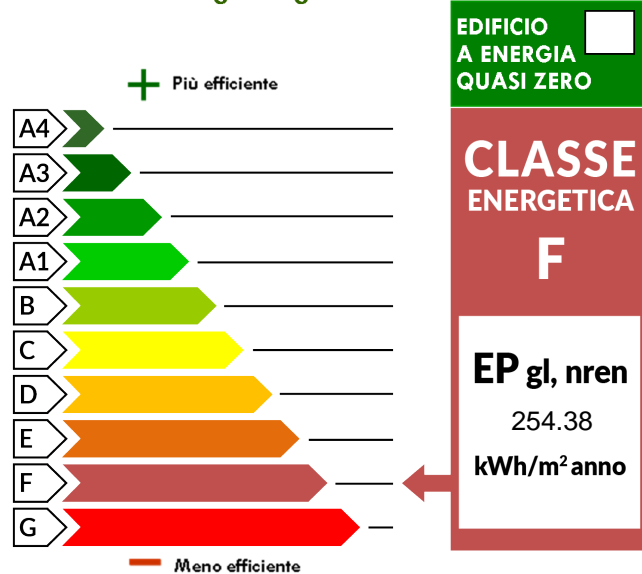 EDIFICIO
A ENERGIA
QUASI ZERO
Più efficiente
A4
A3
A2
A1
B
C
D
E
F
G
Meno efficiente
CLASSE
ENERGETICA
F
EP gl, nren
254.38
kWh/m² anno